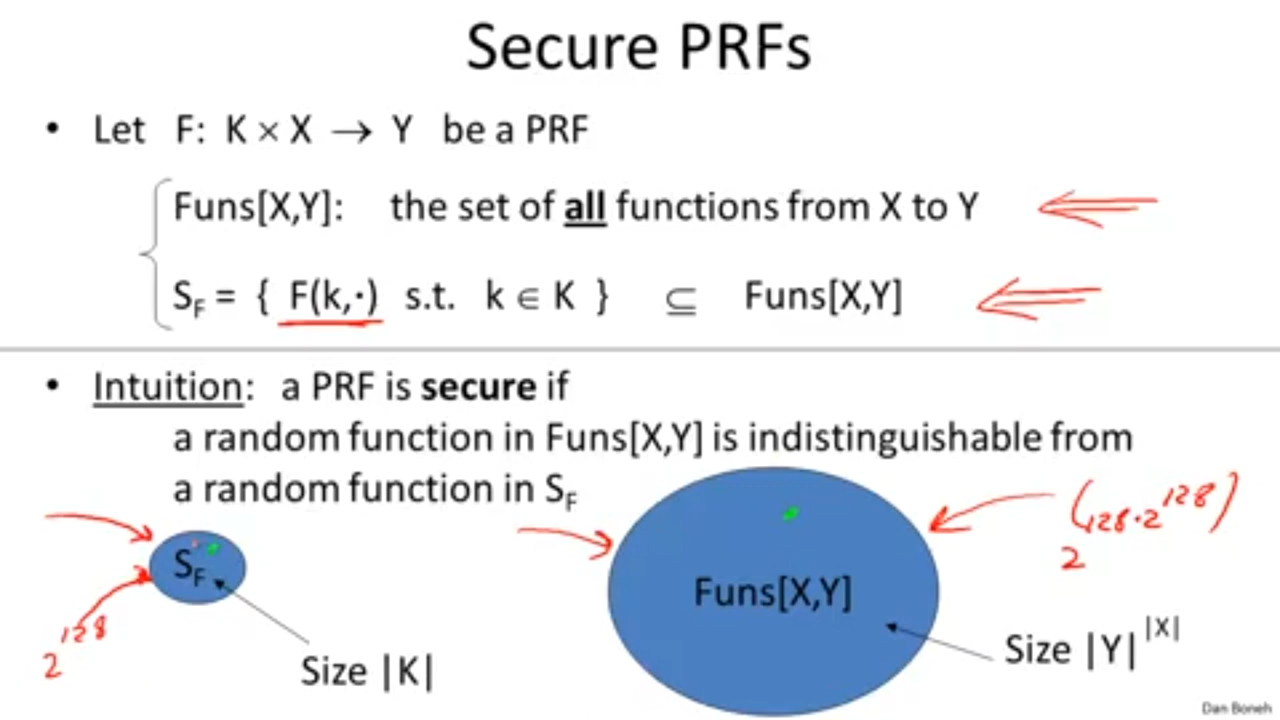 Secure PRFs
• Let F: K × X → Y be a PRF
Funs[X,Y]: the set of all functions from X to Y
S_F = { F(k,·) s.t. k ∈ K } ⊆ Funs[X,Y]
• Intuition: a PRF is secure if
a random function in Funs[X,Y] is indistinguishable from
a random function in S_F
S_F
2^128
Size |K|
Funs[X,Y]
2^(128·2^128)
Size |Y|^|X|
Dan Boneh